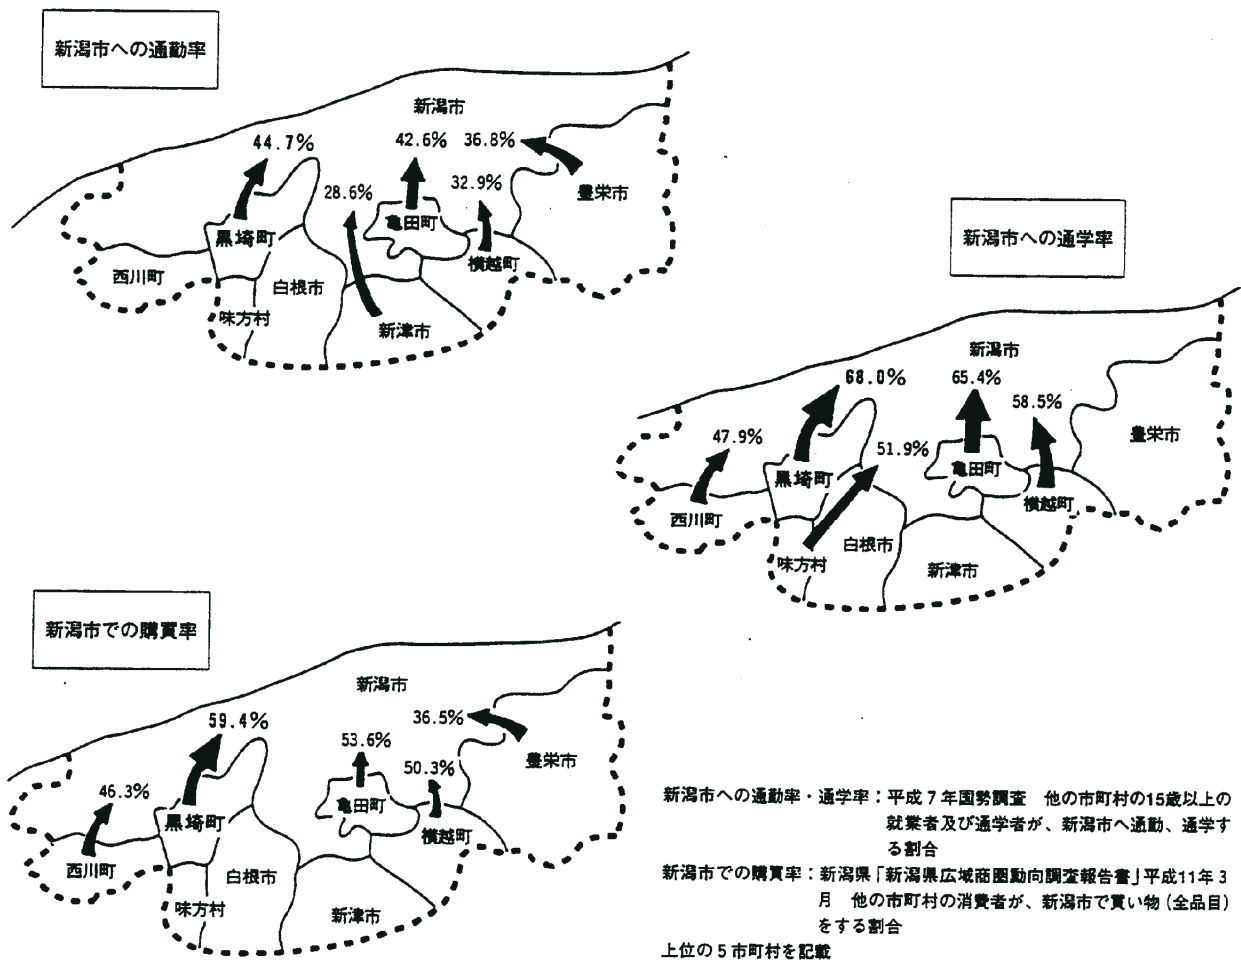 新潟市への通勤率
新潟市
44.7%
42.6%
36.8%
28.6%
32.9%
豊栄市
亀田町
黒埼町
横越町
西川町
白根市
味方村
新津市
新潟市への通学率
新潟市
68.0%
65.4%
58.5%
47.9%
51.9%
豊栄市
亀田町
黒埼町
横越町
西川町
白根市
味方村
新津市
新潟市での購買率
新潟市
59.4%
36.5%
53.6%
50.3%
46.3%
豊栄市
亀田町
黒埼町
横越町
西川町
白根市
味方村
新津市
新潟市への通勤率・通学率：平成7年国勢調査　他の市町村の15歳以上の
就業者及び通学者が、新潟市へ通勤、通学す
る割合
新潟市での購買率：新潟県「新潟県広域商圏動向調査報告書」平成11年3
月　他の市町村の消費者が、新潟市で買い物（全品目）
をする割合
上位の5市町村を記載